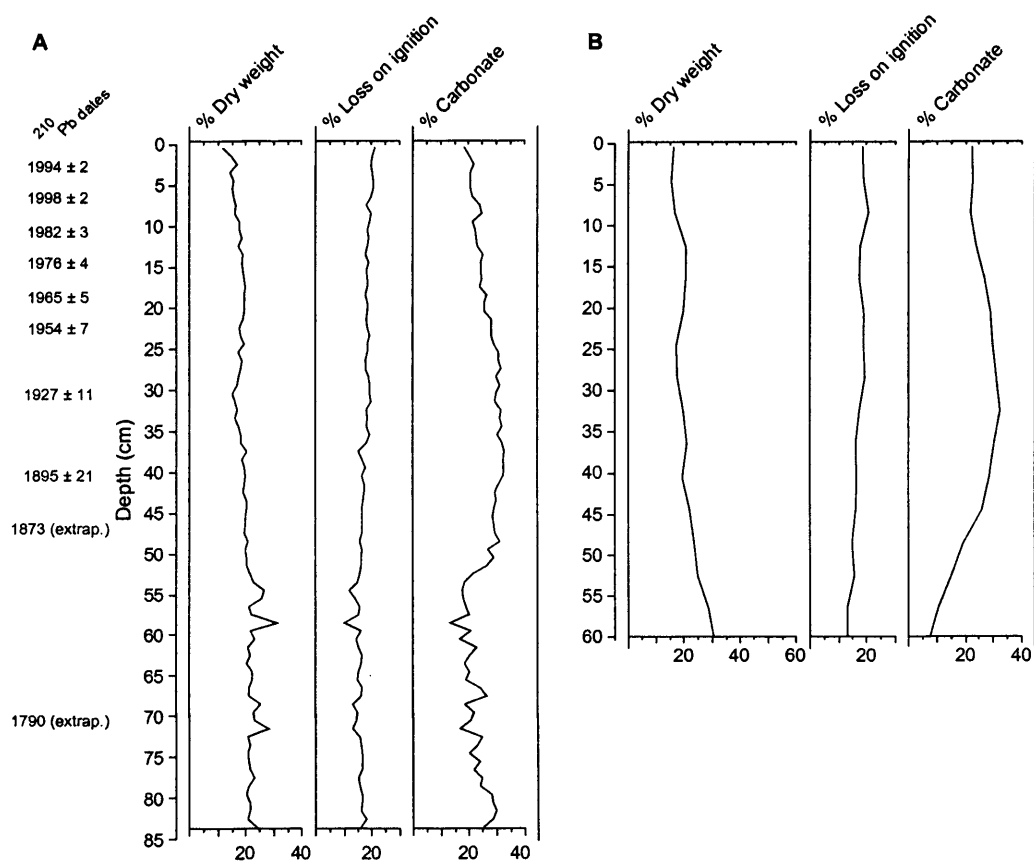 A
B
210 Pb dates
% Dry weight
% Loss on ignition
% Carbonate
% Dry weight
% Loss on ignition
% Carbonate
1994 ± 2
1998 ± 2
1982 ± 3
1976 ± 4
1965 ± 5
1954 ± 7
1927 ± 11
1895 ± 21
1873 (extrap.)
1790 (extrap.)
Depth (cm)
0
5
10
15
20
25
30
35
40
45
50
55
60
65
70
75
80
85
20 40
20
20 40
0
5
10
15
20
25
30
35
40
45
50
55
60
20 40 60
20
20 40